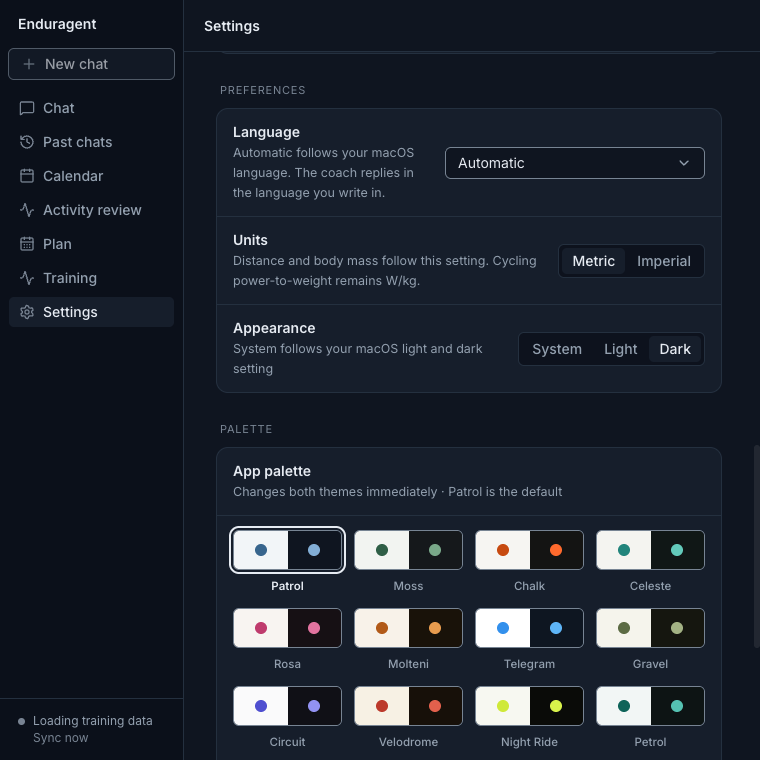 Enduragent
New chat
Chat
Past chats
Calendar
Activity review
Plan
Training
Settings
Loading training data
Sync now
Settings
PREFERENCES
Language
Automatic follows your macOS
language. The coach replies in
the language you write in.
Automatic
Units
Distance and body mass follow this setting. Cycling
power-to-weight remains W/kg.
Metric Imperial
Appearance
System follows your macOS light and dark
setting
System Light Dark
PALETTE
App palette
Changes both themes immediately · Patrol is the default
Patrol Moss Chalk Celeste
Rosa Molteni Telegram Gravel
Circuit Velodrome Night Ride Petrol